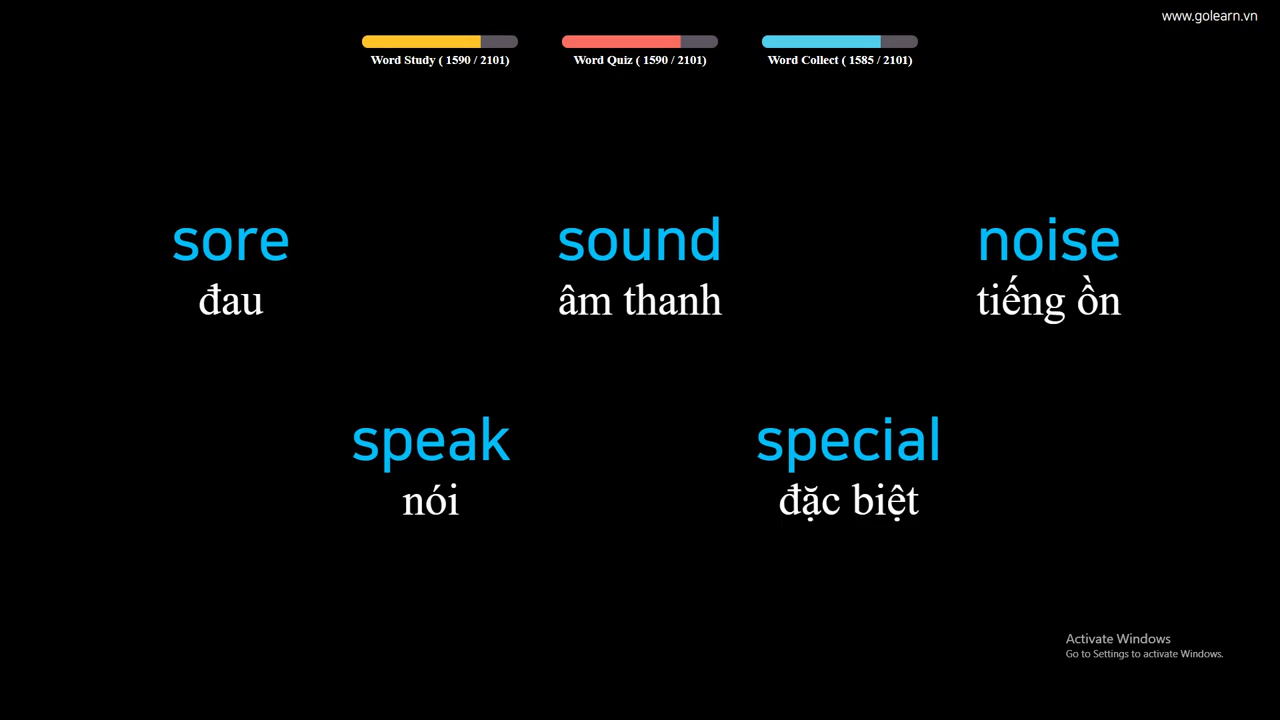 www.golearn.vn
Word Study ( 1590 / 2101) Word Quiz ( 1590 / 2101) Word Collect ( 1585 / 2101)
sore sound noise
đau âm thanh tiếng ồn
speak special
nói đặc biệt
Activate Windows
Go to Settings to activate Windows.